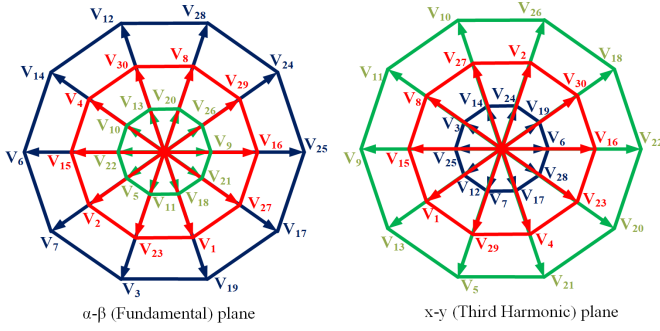 V12 V28
V14 V30 V8 V24
V4 V29
V13 V20
V10 V26
V6 V15 V22 V9 V16 V25
V5 V21
V11 V18
V2 V27
V7 V23 V1 V17
V3 V19
α-β (Fundamental) plane
V10 V26
V11 V27 V2 V18
V8 V30
V14 V24 V19
V3
V9 V15 V25 V6 V16 V22
V12 V28
V7 V17
V1 V23
V13 V29 V4 V20
V5 V21
x-y (Third Harmonic) plane